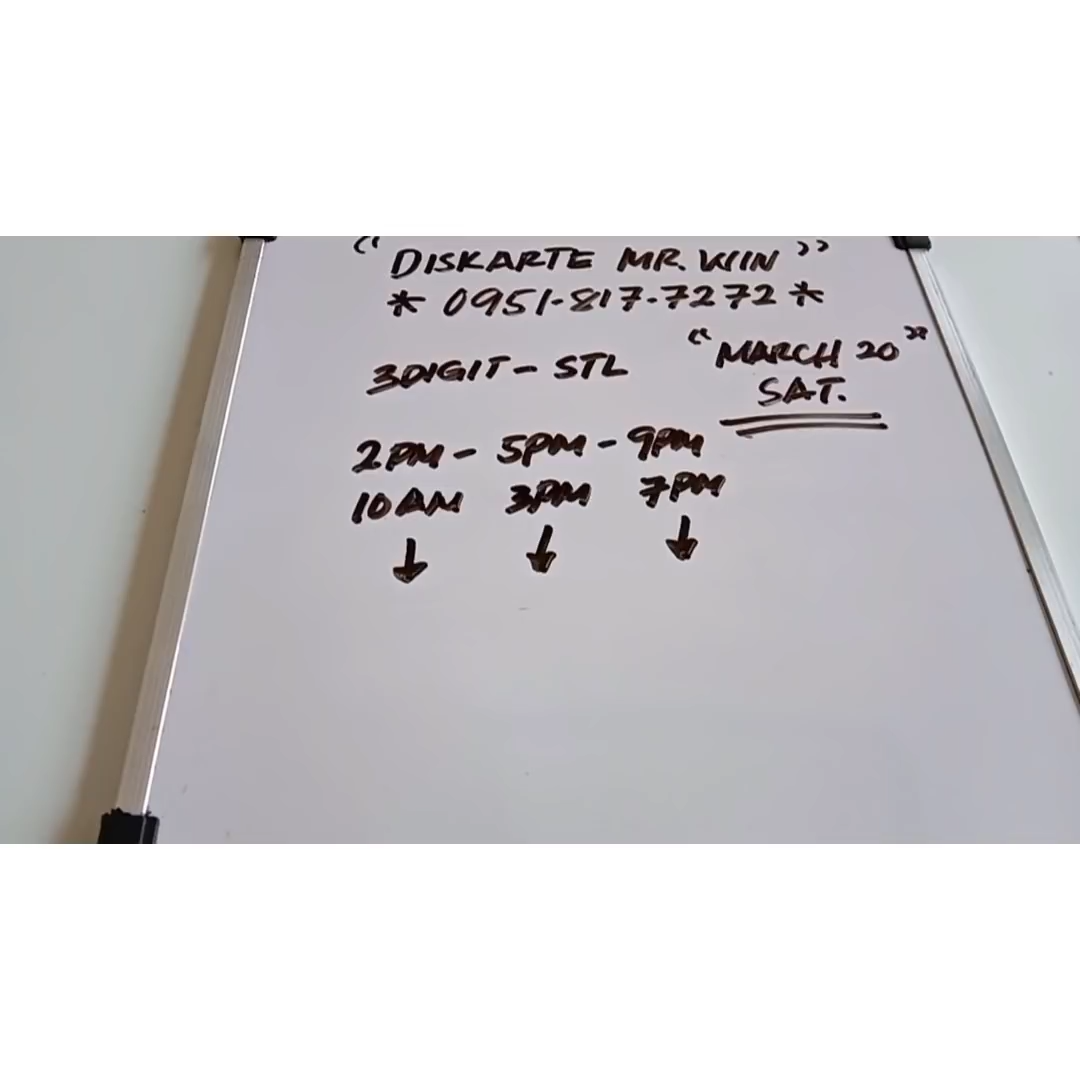 "DISKARTE MR. WIN"
* 0951-817-7272 *
3DIGIT - STL
"MARCH 20"
SAT.
2PM - 5PM - 9PM
10AM 3PM 7PM